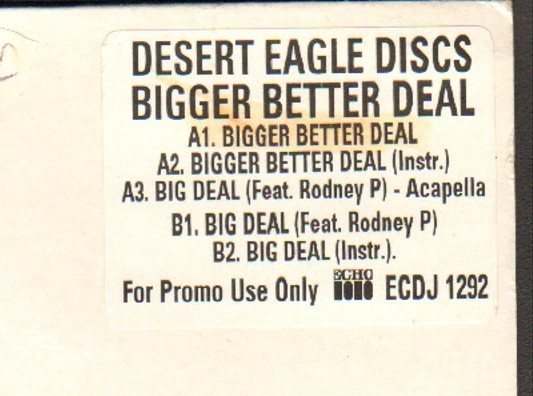 DESERT EAGLE DISCS
BIGGER BETTER DEAL
A1. BIGGER BETTER DEAL
A2. BIGGER BETTER DEAL (Instr.)
A3. BIG DEAL (Feat. Rodney P) - Acapella
B1. BIG DEAL (Feat. Rodney P)
B2. BIG DEAL (Instr.).
For Promo Use Only ECHO ECDJ 1292